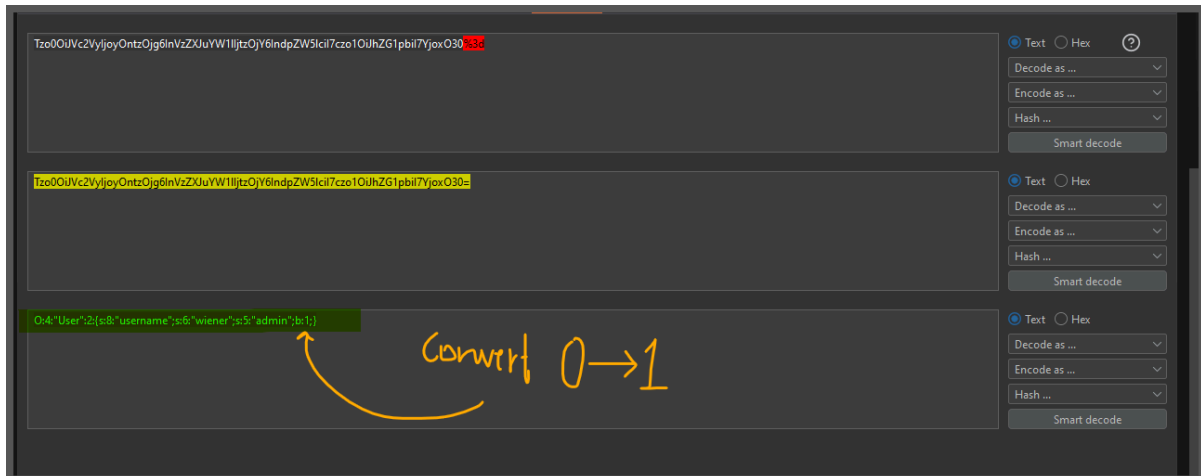 Tzo0OiJVc2VyIjoyOntzOjg6InVzZXJuYW1lIjtzOjY6IndpZW5lciI7czo1OiJhZG1pbiI7YjoxO30%3d
Text Hex ?
Decode as ...
Encode as ...
Hash ...
Smart decode
Tzo0OiJVc2VyIjoyOntzOjg6InVzZXJuYW1lIjtzOjY6IndpZW5lciI7czo1OiJhZG1pbiI7YjoxO30=
Text Hex
Decode as ...
Encode as ...
Hash ...
Smart decode
O:4:"User":2:{s:8:"username";s:6:"wiener";s:5:"admin";b:1;}
Convert 0→1
Text Hex
Decode as ...
Encode as ...
Hash ...
Smart decode